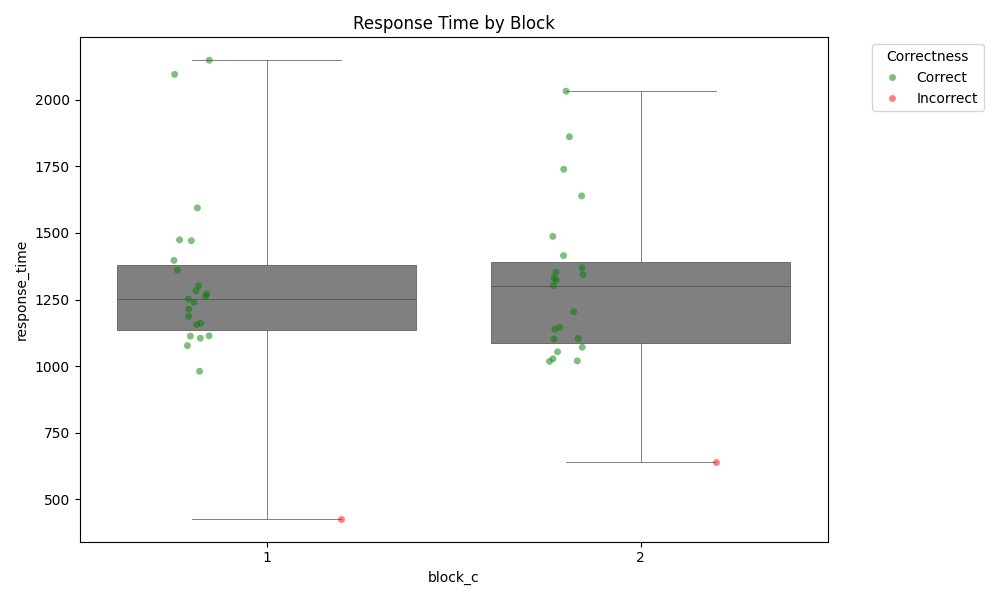 Response Time by Block
Correctness
Correct
Incorrect
response_time
2000
1750
1500
1250
1000
750
500
1
2
block_c